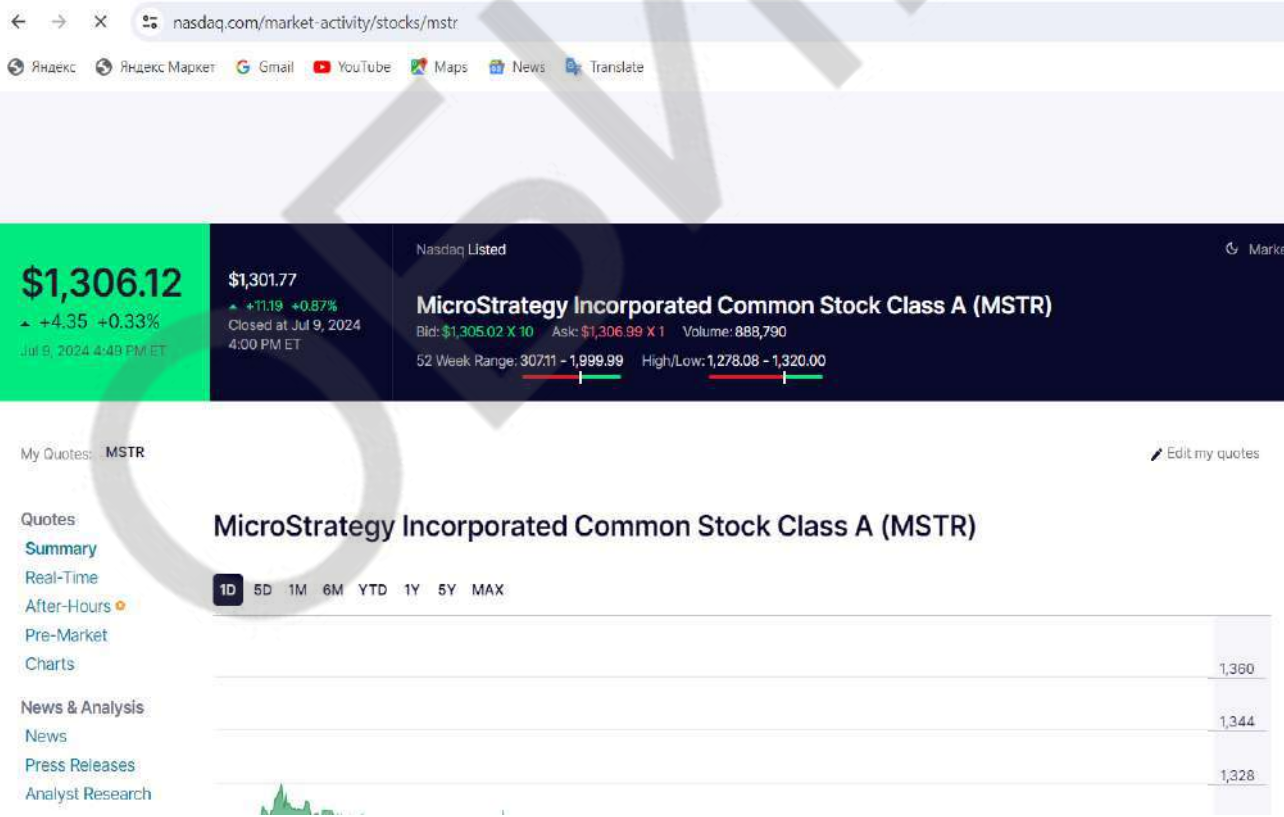 nasdaq.com/market-activity/stocks/mstr
Яндекс Яндекс Маркет Gmail YouTube Maps News Translate
$1,306.12
+4.35 +0.33%
Jul 9, 2024 4:49 PM ET
$1,301.77
+11.19 +0.87%
Closed at Jul 9, 2024
4:00 PM ET
Nasdaq Listed
MicroStrategy Incorporated Common Stock Class A (MSTR)
Bid: $1,305.02 X 10 Ask: $1,306.99 X 1 Volume: 888,790
52 Week Range: 307.11 - 1,999.99 High/Low: 1,278.08 - 1,320.00
My Quotes: MSTR
Edit my quotes
Quotes
Summary
Real-Time
After-Hours
Pre-Market
Charts
News & Analysis
News
Press Releases
Analyst Research
MicroStrategy Incorporated Common Stock Class A (MSTR)
1D 5D 1M 6M YTD 1Y 5Y MAX
1,360
1,344
1,328